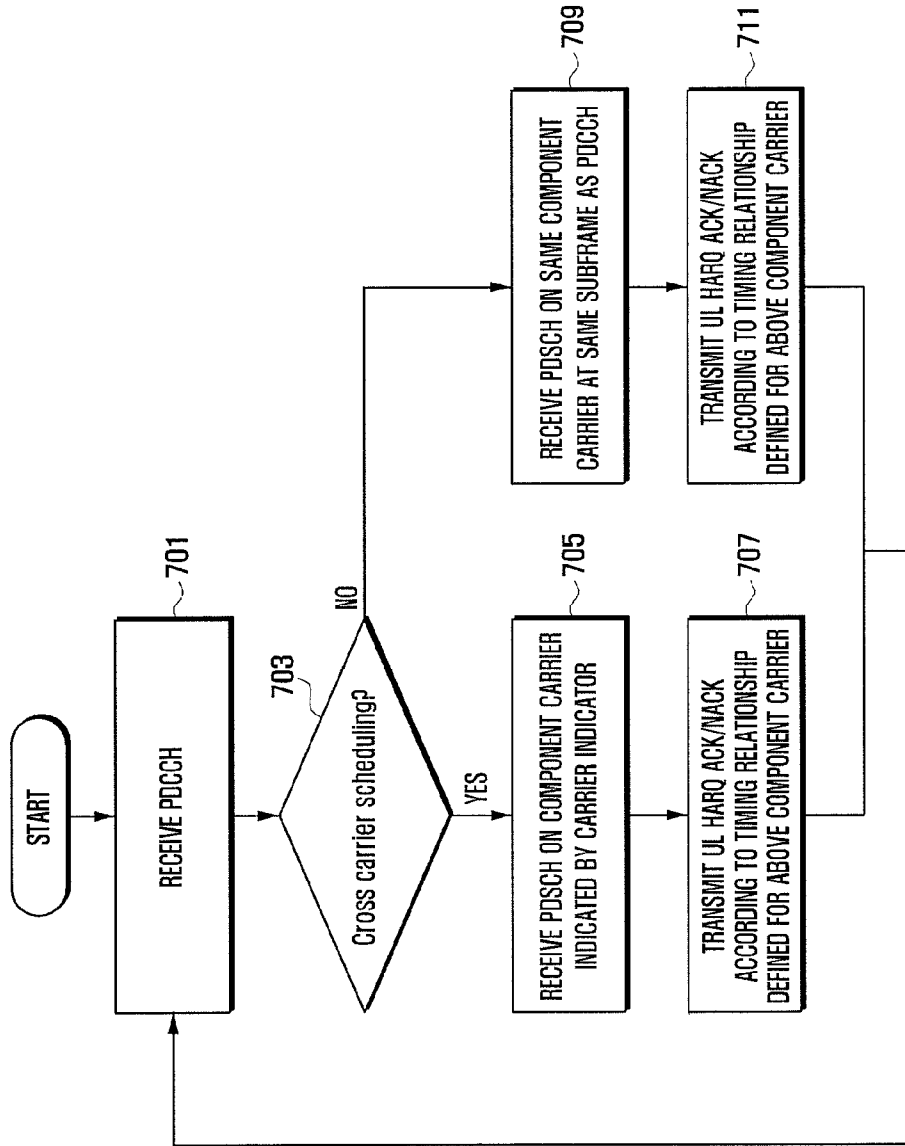 START
RECEIVE PDCCH
701
Cross carrier scheduling?
703
YES
NO
RECEIVE PDSCH ON COMPONENT CARRIER
INDICATED BY CARRIER INDICATOR
705
TRANSMIT UL HARQ ACK/NACK
ACCORDING TO TIMING RELATIONSHIP
DEFINED FOR ABOVE COMPONENT CARRIER
707
RECEIVE PDSCH ON SAME COMPONENT
CARRIER AT SAME SUBFRAME AS PDCCH
709
TRANSMIT UL HARQ ACK/NACK
ACCORDING TO TIMING RELATIONSHIP
DEFINED FOR ABOVE COMPONENT CARRIER
711